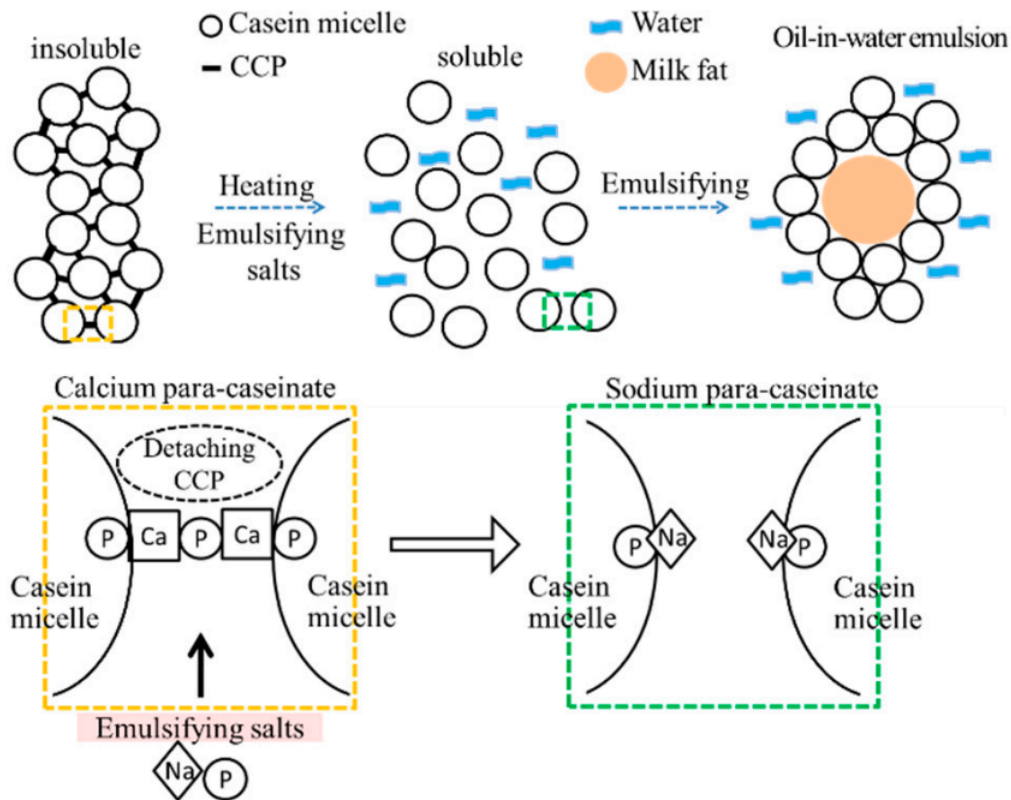 insoluble
Casein micelle
CCP
soluble
Water
Milk fat
Oil-in-water emulsion
Heating
Emulsifying
salts
Emulsifying
Calcium para-caseinate
Detaching
CCP
P Ca P Ca P
Casein
micelle
Casein
micelle
Emulsifying salts
Na P
Sodium para-caseinate
P Na Na P
Casein
micelle
Casein
micelle